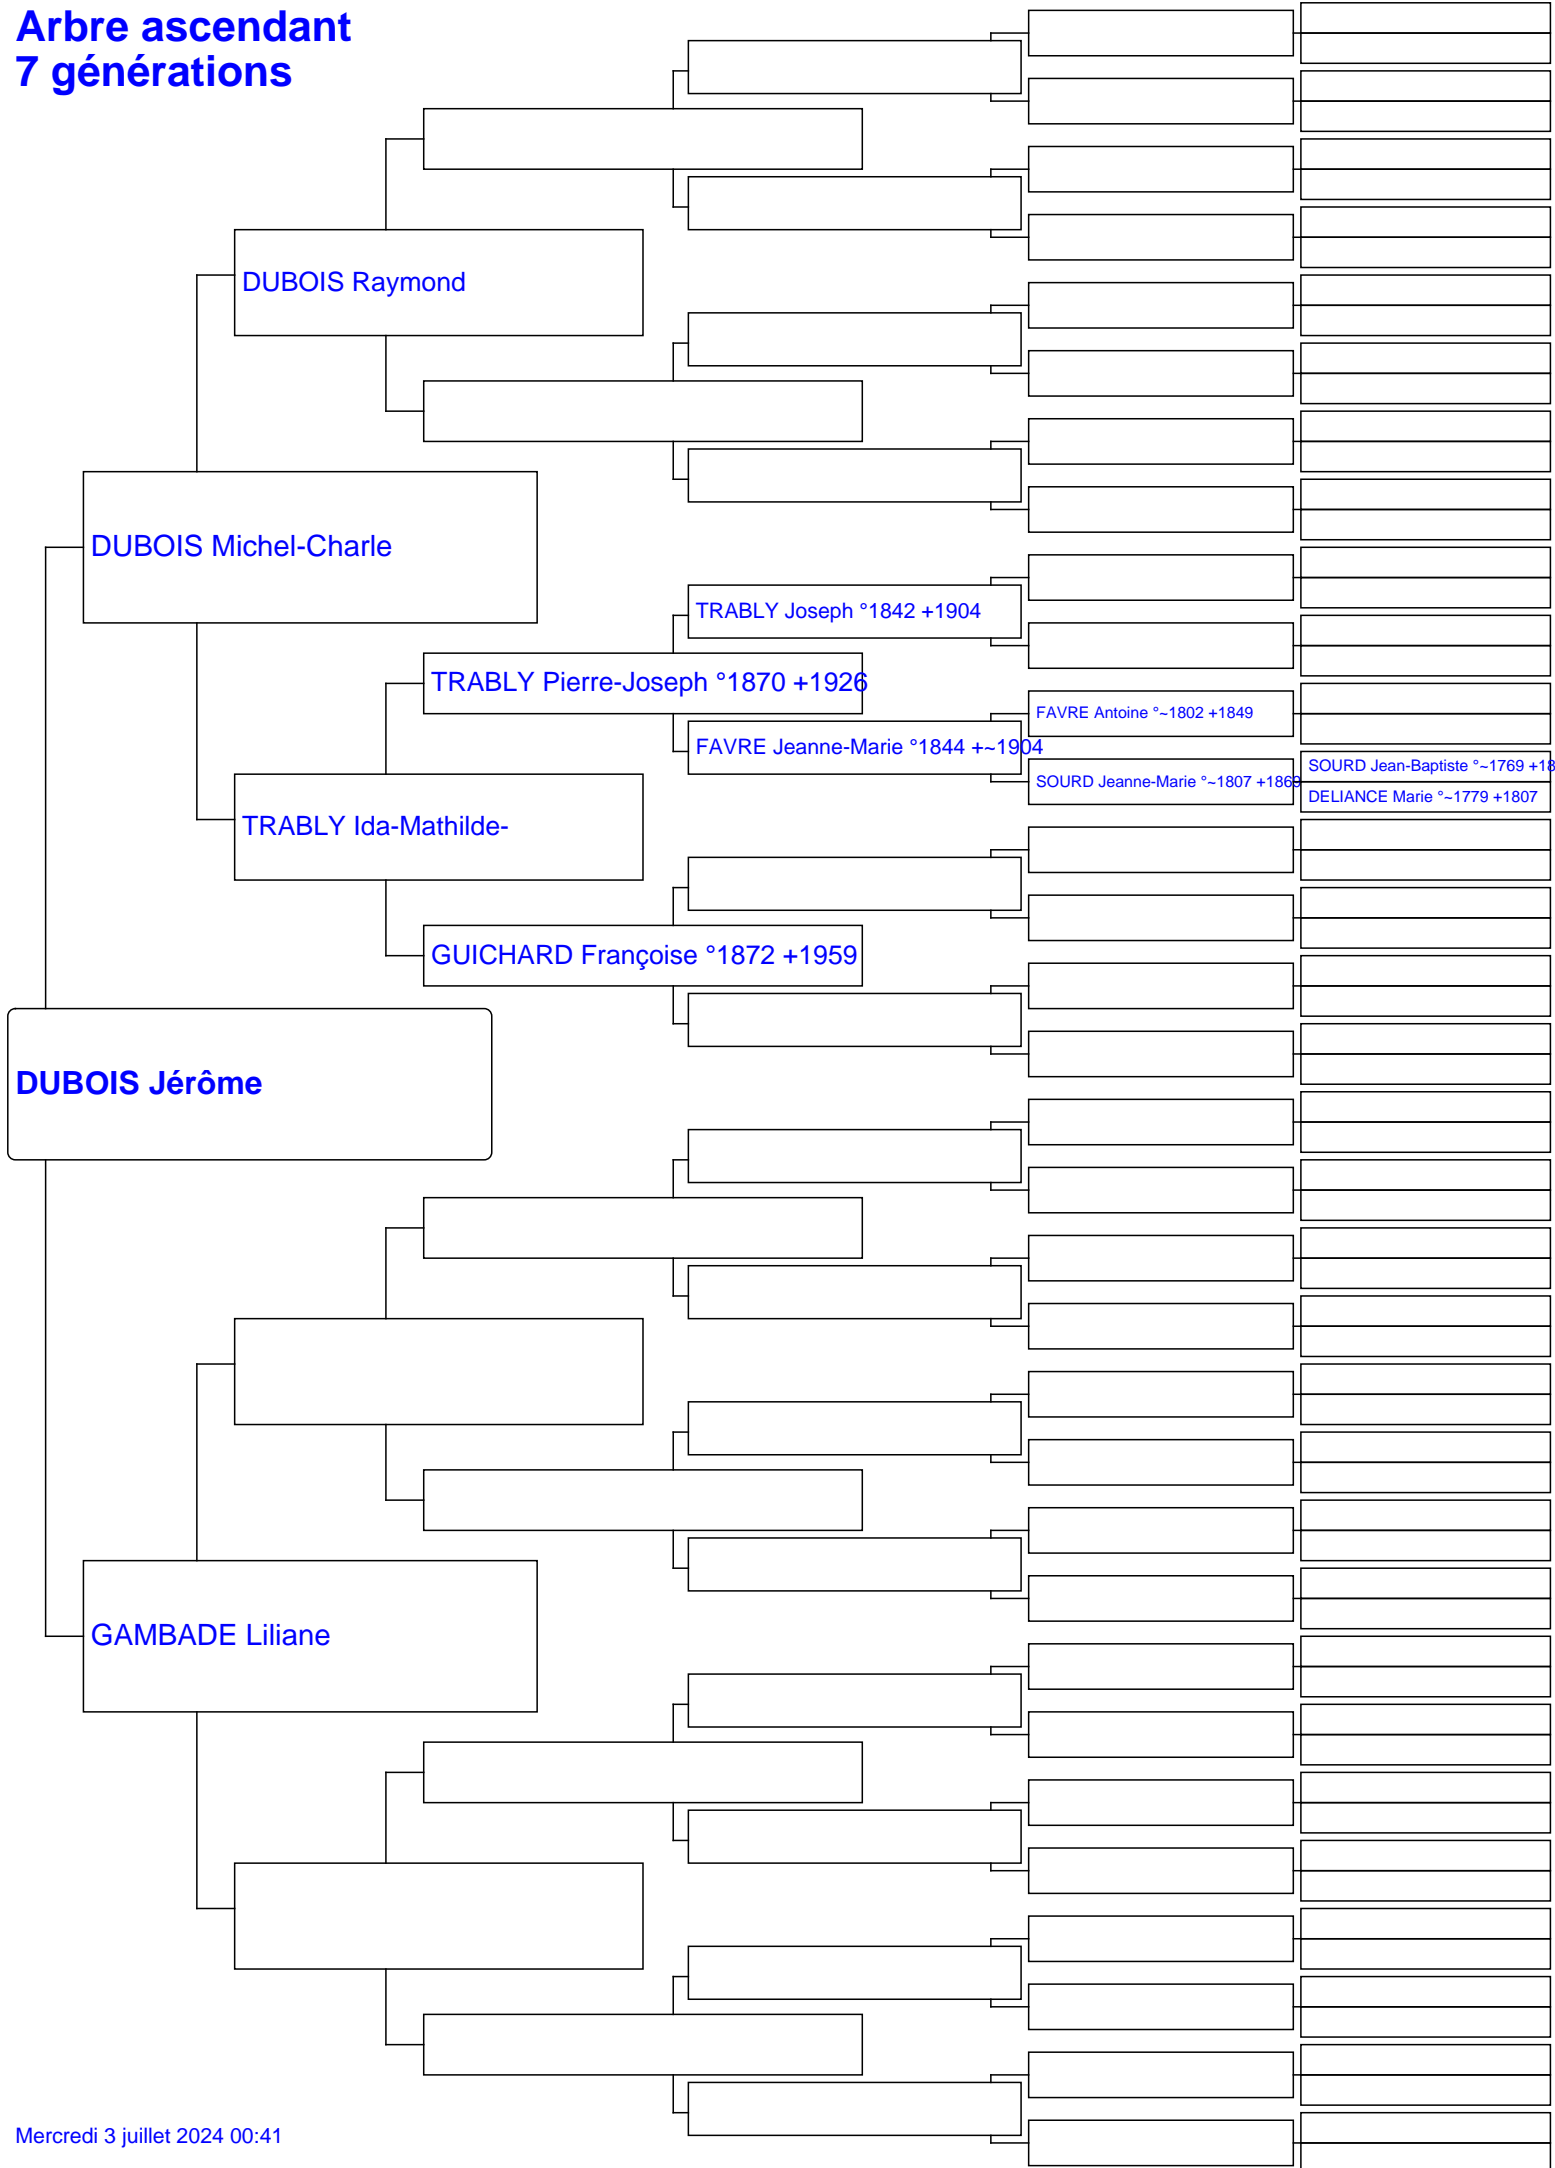 Arbre ascendant
7 générations
DUBOIS Raymond
DUBOIS Michel-Charle
TRABLY Joseph °1842 +1904
TRABLY Pierre-Joseph °1870 +1926
FAVRE Antoine °~1802 +1849
FAVRE Jeanne-Marie °1844 +~1904
SOURD Jean-Baptiste °~1769 +18
SOURD Jeanne-Marie °~1807 +1869
DELIANCE Marie °~1779 +1807
TRABLY Ida-Mathilde-
GUICHARD Françoise °1872 +1959
DUBOIS Jérôme
GAMBADE Liliane
Mercredi 3 juillet 2024 00:41